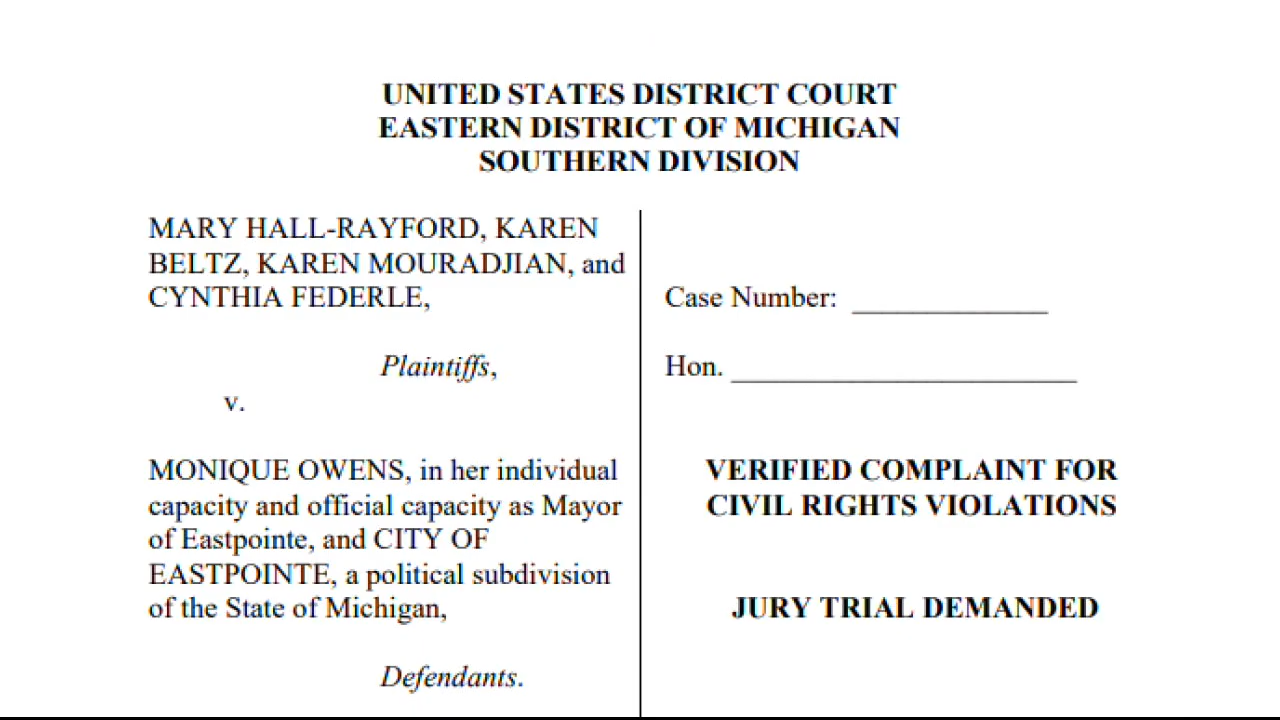 UNITED STATES DISTRICT COURT
EASTERN DISTRICT OF MICHIGAN
SOUTHERN DIVISION
MARY HALL-RAYFORD, KAREN
BELTZ, KAREN MOURADJIAN, and
CYNTHIA FEDERLE,
Plaintiffs,
v.
MONIQUE OWENS, in her individual
capacity and official capacity as Mayor
of Eastpointe, and CITY OF
EASTPOINTE, a political subdivision
of the State of Michigan,
Defendants.
Case Number: ______________
Hon. ________________________
VERIFIED COMPLAINT FOR
CIVIL RIGHTS VIOLATIONS
JURY TRIAL DEMANDED